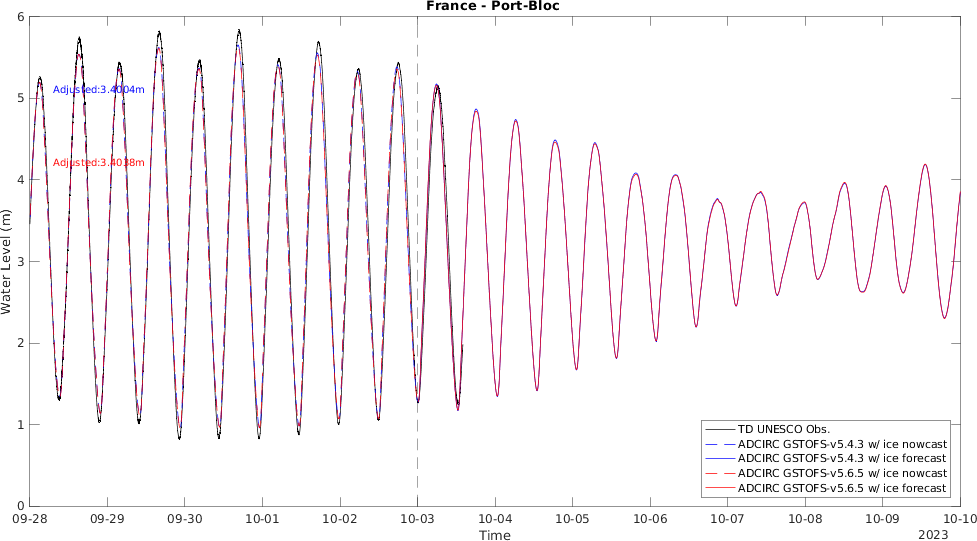 France - Port-Bloc
6
5
4
3
2
1
0
Water Level (m)
Adjusted:3.4004m
Adjusted:3.4038m
TD UNESCO Obs.
ADCIRC GSTOFS-v5.4.3 w/ ice nowcast
ADCIRC GSTOFS-v5.4.3 w/ ice forecast
ADCIRC GSTOFS-v5.6.5 w/ ice nowcast
ADCIRC GSTOFS-v5.6.5 w/ ice forecast
09-28 09-29 09-30 10-01 10-02 10-03 10-04 10-05 10-06 10-07 10-08 10-09 10-10
Time
2023